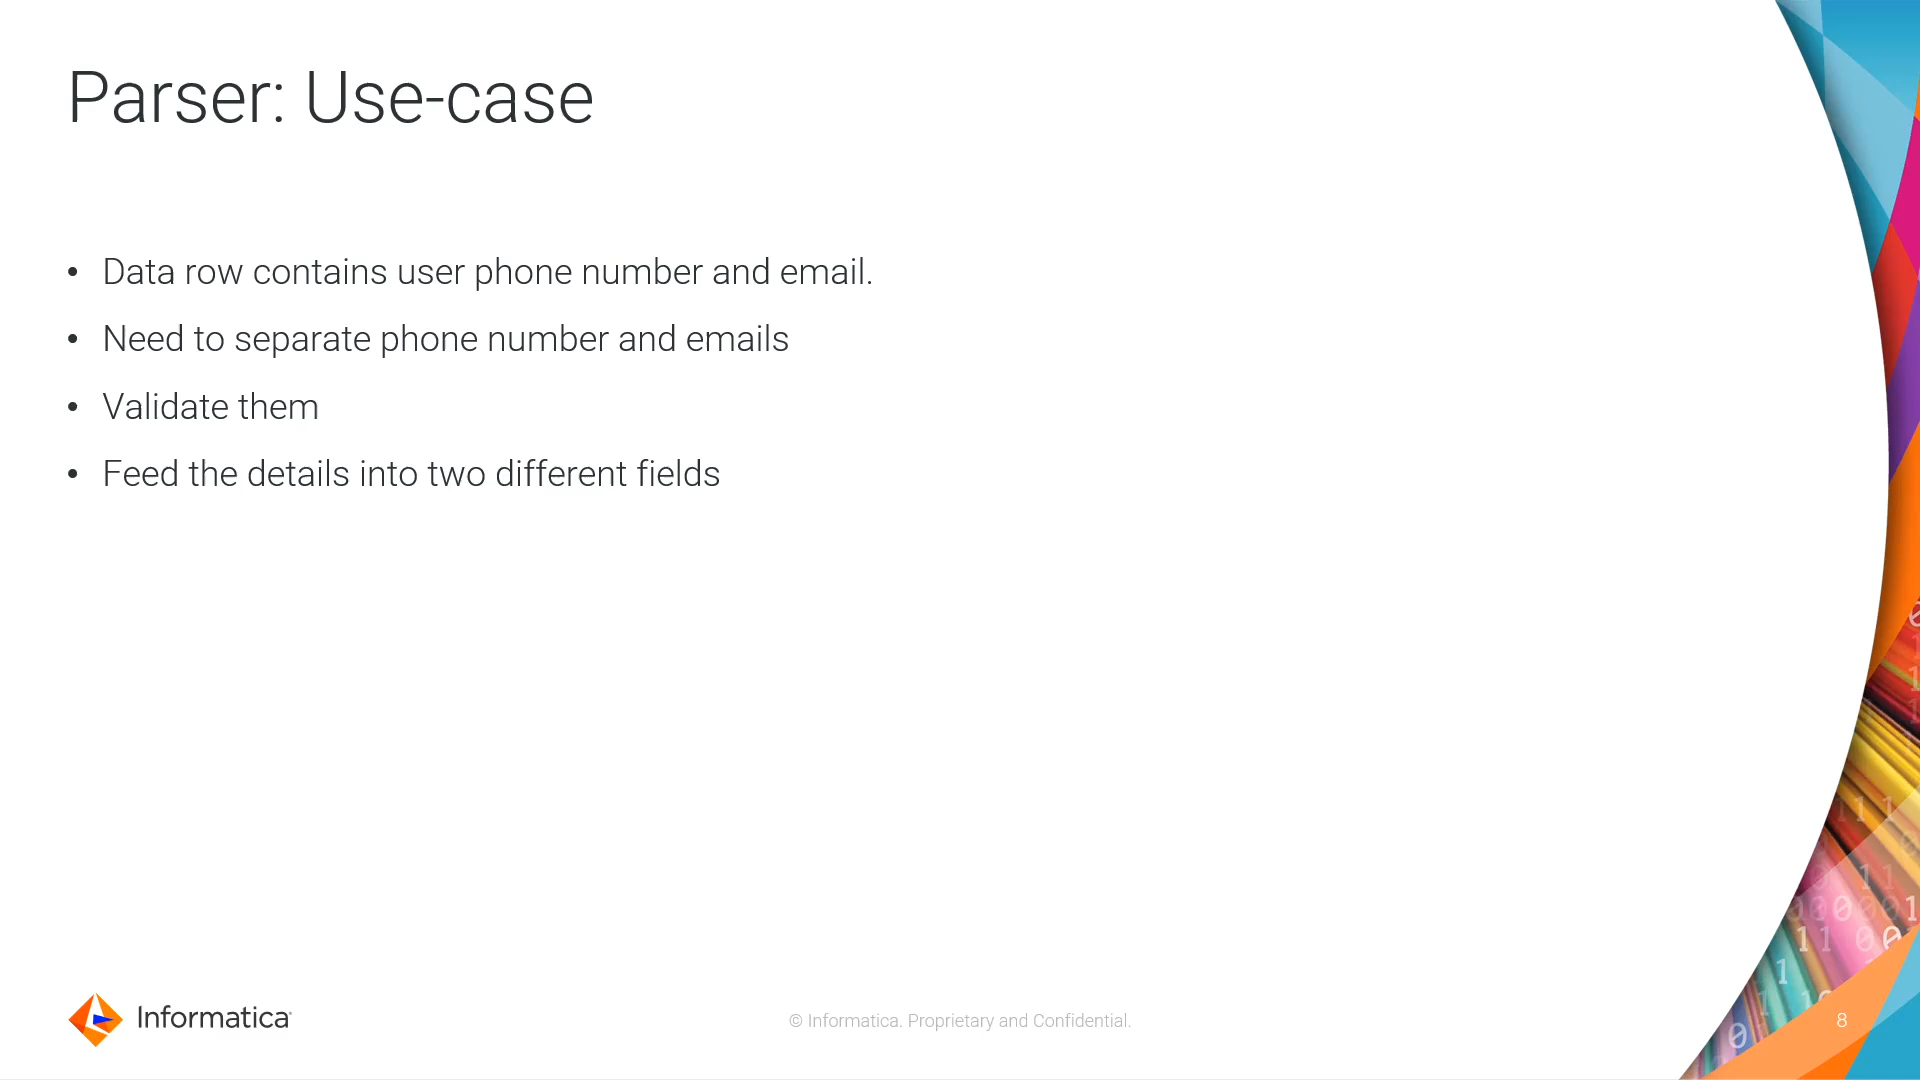 Parser: Use-case
• Data row contains user phone number and email.
• Need to separate phone number and emails
• Validate them
• Feed the details into two different fields
Informatica
© Informatica. Proprietary and Confidential.
8